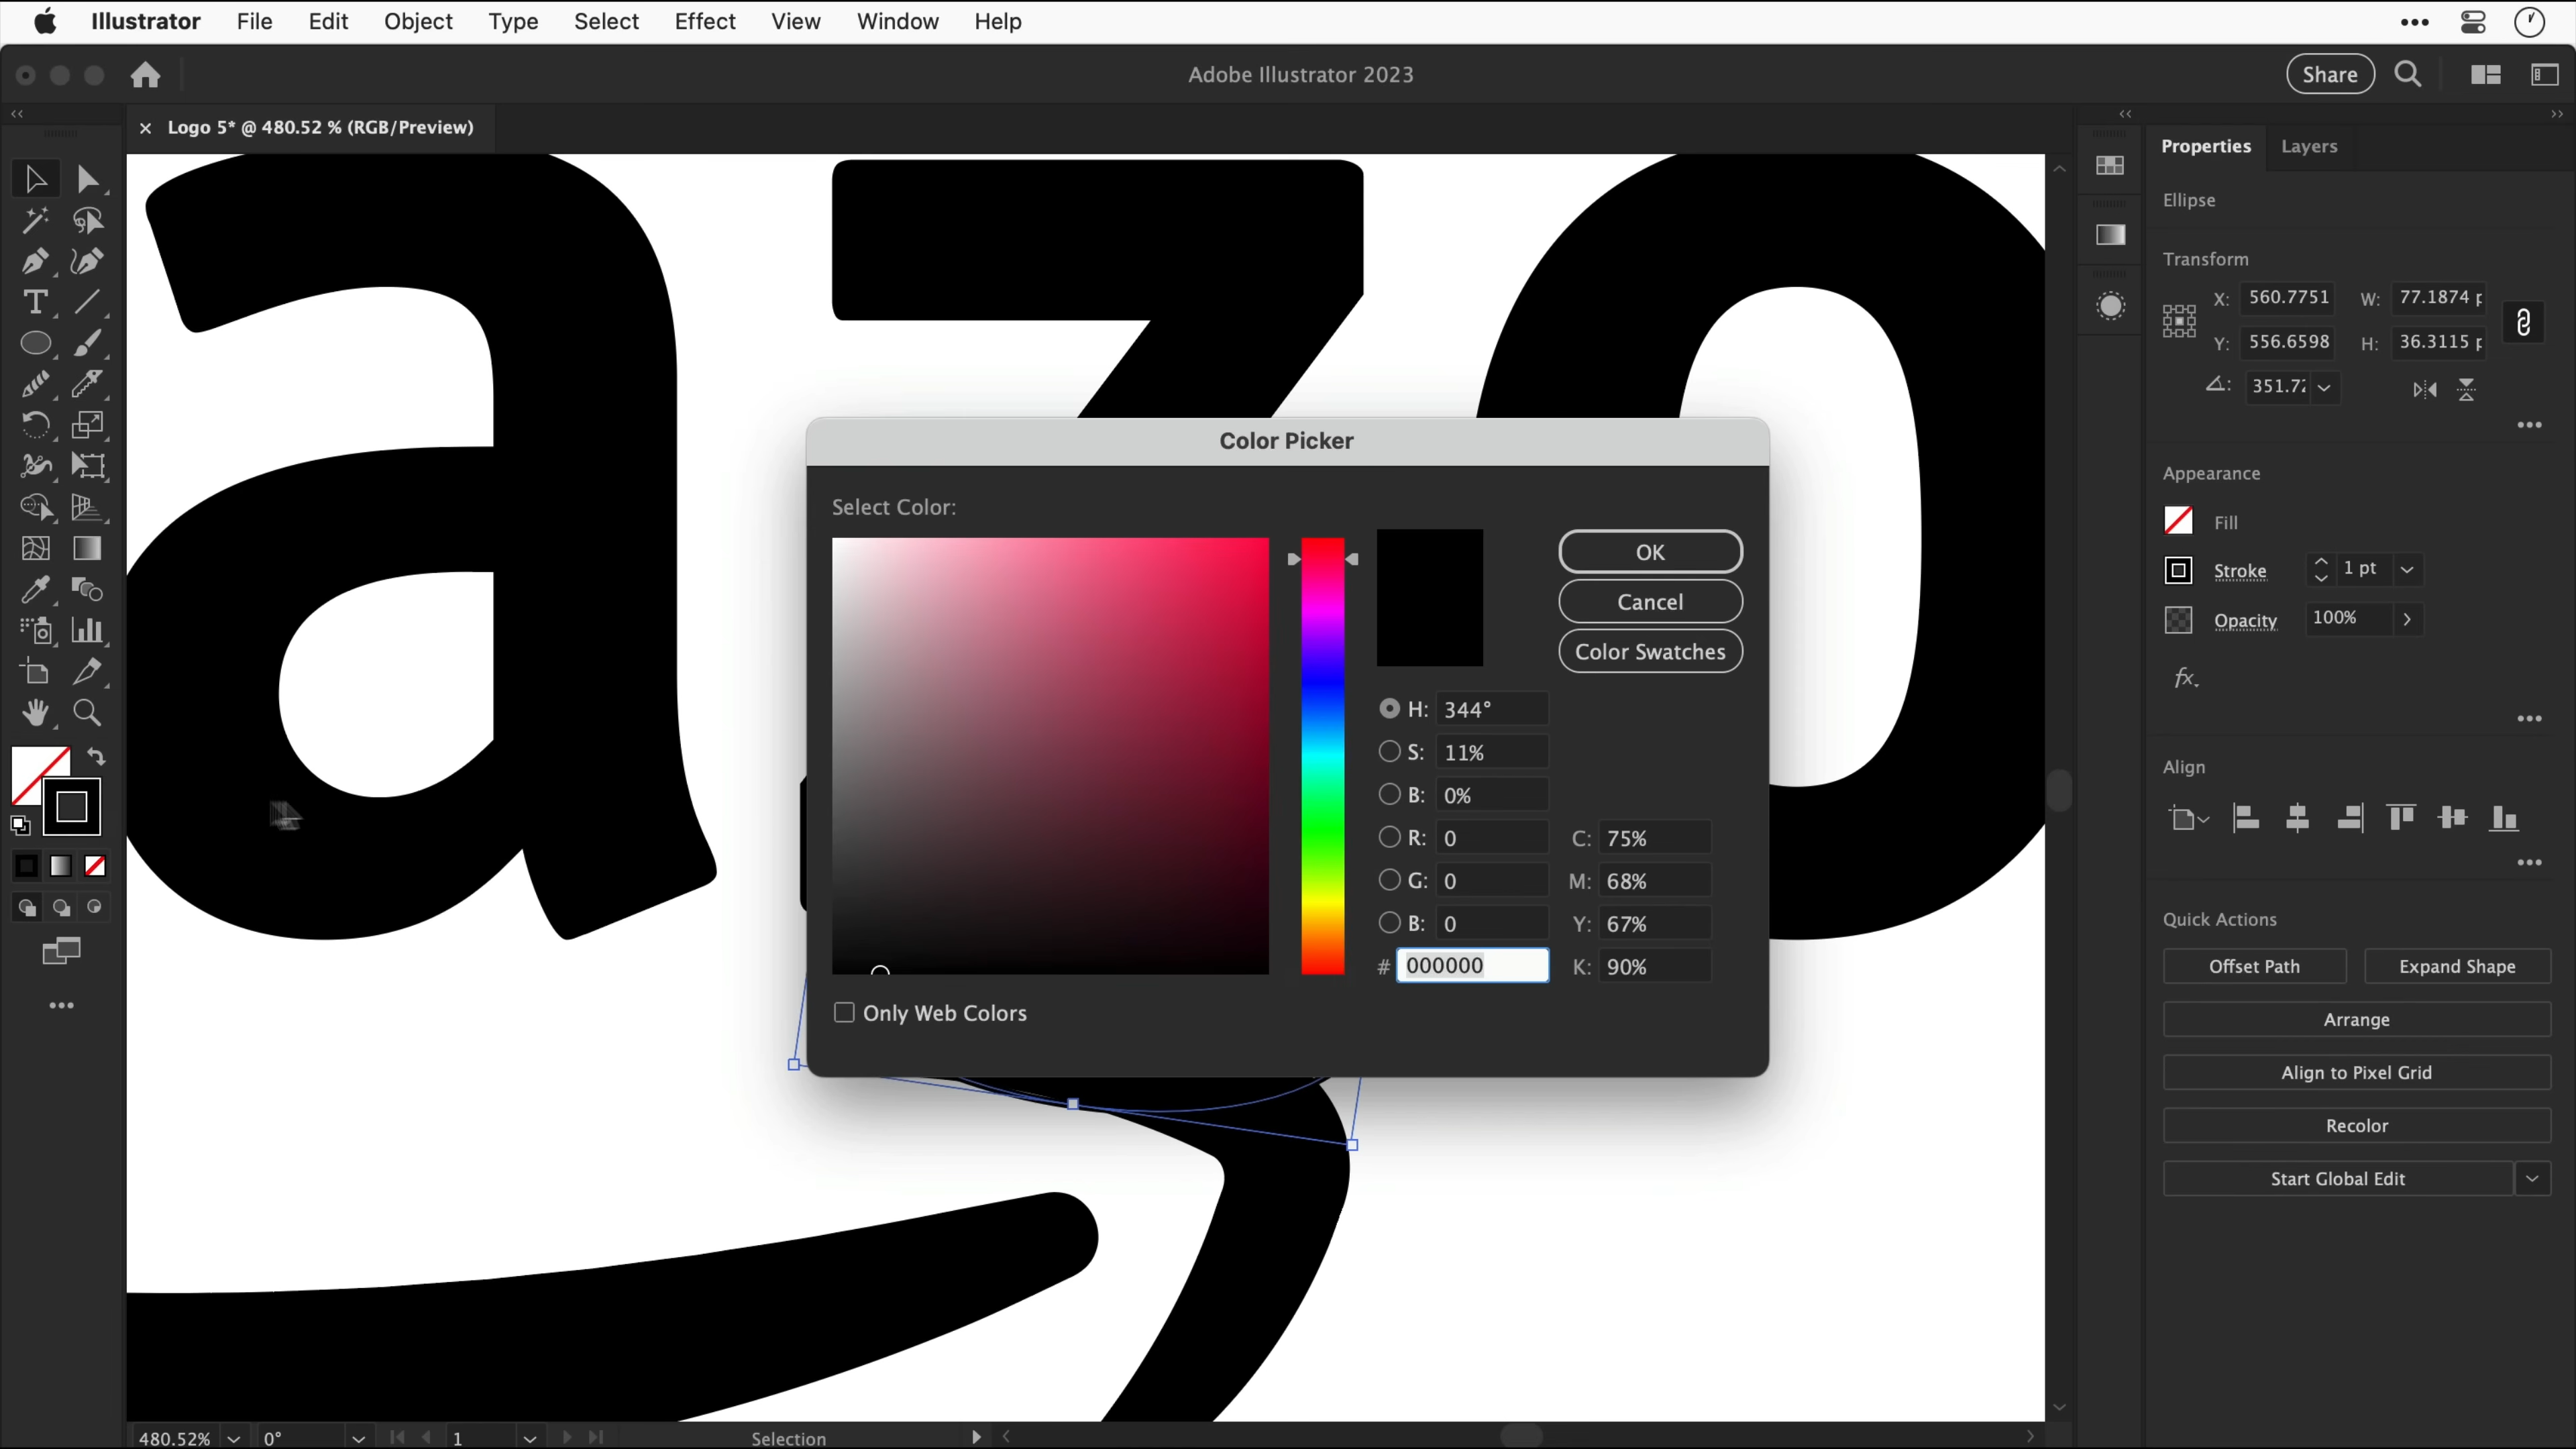 Illustrator File Edit Object Type Select Effect View Window Help
Adobe Illustrator 2023
Share
Logo 5* @ 480.52 % (RGB/Preview)
Properties Layers
Ellipse
Transform
X: 560.7751 W: 77.1874 p
Y: 556.6598 H: 36.3115 p
351.72
Appearance
Fill
Stroke 1 pt
Opacity 100%
fx
Align
Quick Actions
Offset Path Expand Shape
Arrange
Align to Pixel Grid
Recolor
Start Global Edit
a z o
Color Picker
Select Color:
OK
Cancel
Color Swatches
H: 344°
S: 11%
B: 0%
R: 0 C: 75%
G: 0 M: 68%
B: 0 Y: 67%
# 000000 K: 90%
Only Web Colors
480.52% 0° 1 Selection